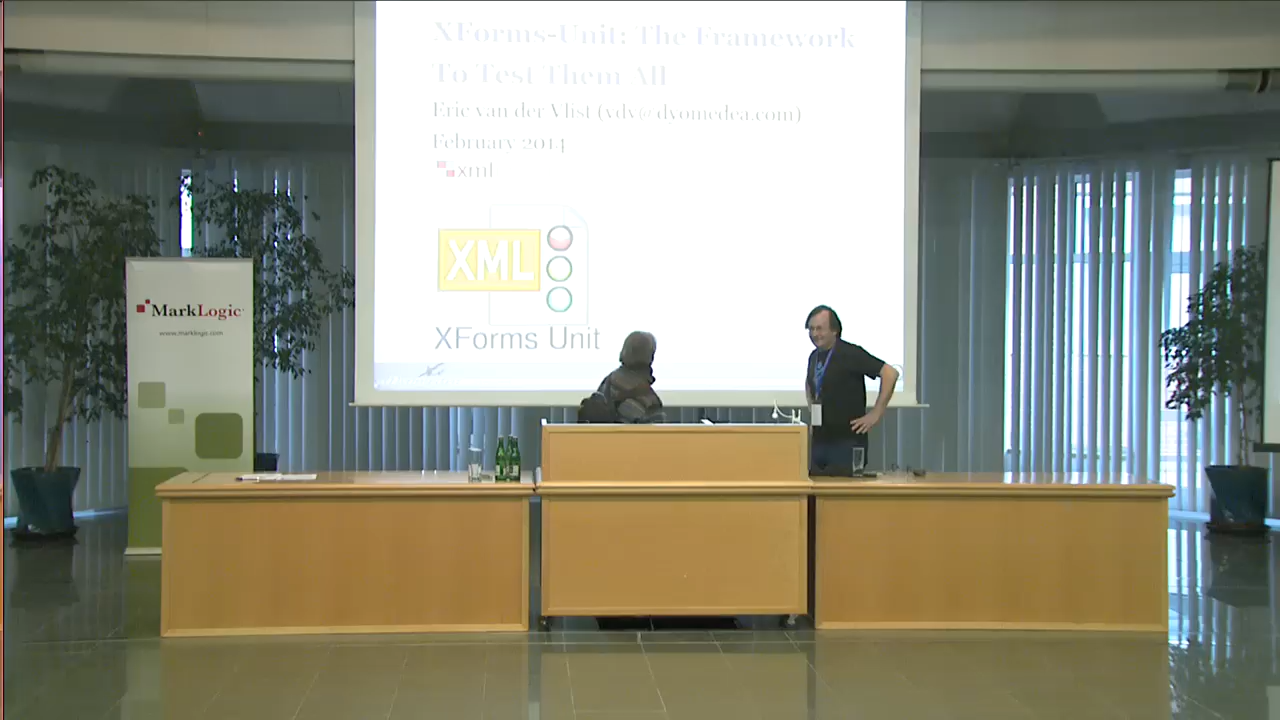 XForms-Unit: The Framework
To Test Them All
Eric van der Vlist (vdv@dyomedea.com)
February 2014
xml
XML
XForms Unit
MarkLogic
www.marklogic.com